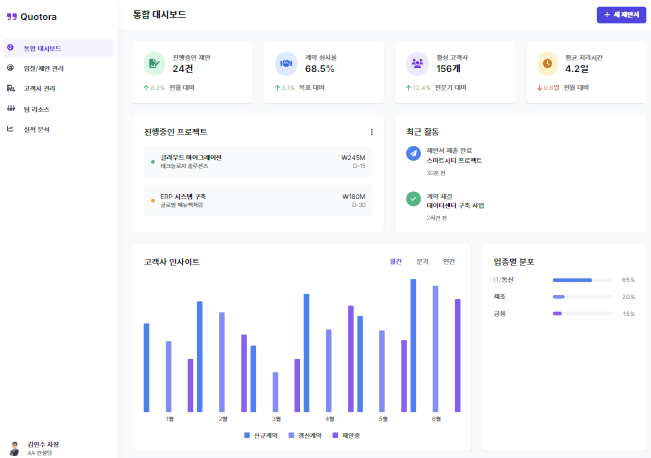 Quotora
통합 대시보드
입찰/제안 관리
고객사 관리
팀 리소스
실적 분석
김민수 차장
AA 컨설팅
통합 대시보드
+ 새 제안서
진행중인 제안
24건
↑ 8.2% 전월 대비
계약 성사율
68.5%
↑ 3.1% 목표 대비
활성 고객사
156개
↑ 12.4% 전분기 대비
평균 처리시간
4.2일
↓ 0.8일 전월 대비
진행중인 프로젝트
클라우드 마이그레이션
테크놀로지 솔루션즈
₩245M
D-15
ERP 시스템 구축
글로벌 매뉴팩처링
₩180M
D-30
최근 활동
제안서 제출 완료
스마트시티 프로젝트
30분 전
계약 체결
데이터센터 구축 사업
2시간 전
고객사 인사이트
월간 분기 연간
1월 2월 3월 4월 5월 6월
신규계약 갱신계약 제안중
업종별 분포
IT/통신 65%
제조 20%
금융 15%